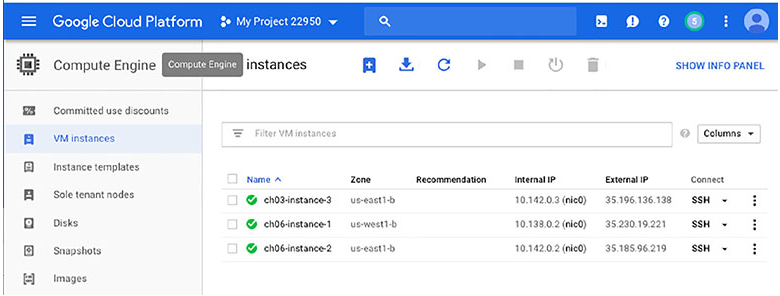 Google Cloud Platform
My Project 22950
5
Compute Engine
Compute Engine
instances
SHOW INFO PANEL
Committed use discounts
VM instances
Instance templates
Sole tenant nodes
Disks
Snapshots
Images
Filter VM instances
Columns
Name Zone Recommendation Internal IP External IP Connect
ch03-instance-3 us-east1-b 10.142.0.3 (nic0) 35.196.136.138 SSH
ch06-instance-1 us-west1-b 10.138.0.2 (nic0) 35.230.19.221 SSH
ch06-instance-2 us-east1-b 10.142.0.2 (nic0) 35.185.96.219 SSH